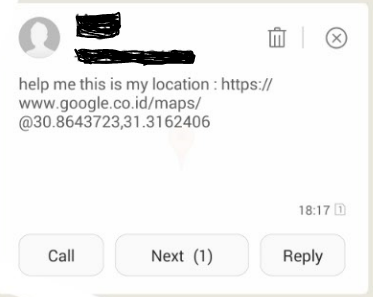 help me this is my location : https://
www.google.co.id/maps/
@30.8643723,31.3162406
18:17 1
Call
Next (1)
Reply